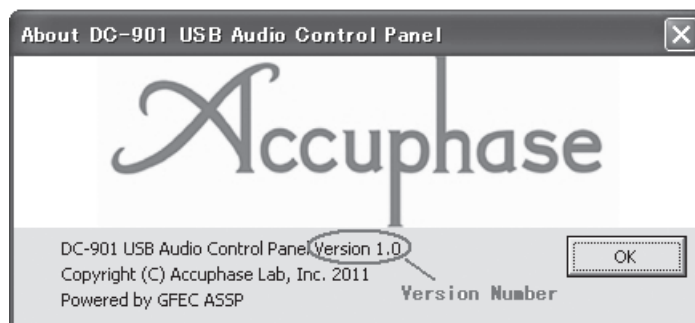 About DC-901 USB Audio Control Panel
Accuphase
DC-901 USB Audio Control Panel Version 1.0
OK
Copyright (C) Accuphase Lab, Inc. 2011
Powered by GFEC ASSP
Version Number